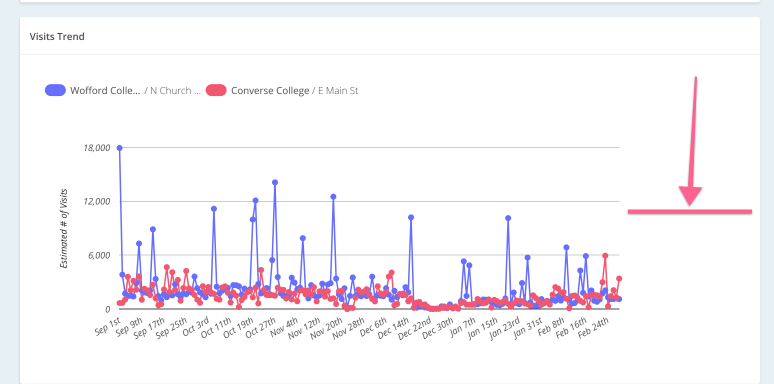 Visits Trend
Wofford Colle... / N Church ... Converse College / E Main St
18,000
12,000
6,000
0
Estimated # of Visits
Sep 1st Sep 9th Sep 17th Sep 25th Oct 3rd Oct 11th Oct 19th Oct 27th Nov 4th Nov 12th Nov 20th Nov 28th Dec 6th Dec 14th Dec 22nd Dec 30th Jan 7th Jan 15th Jan 23rd Jan 31st Feb 8th Feb 16th Feb 24th